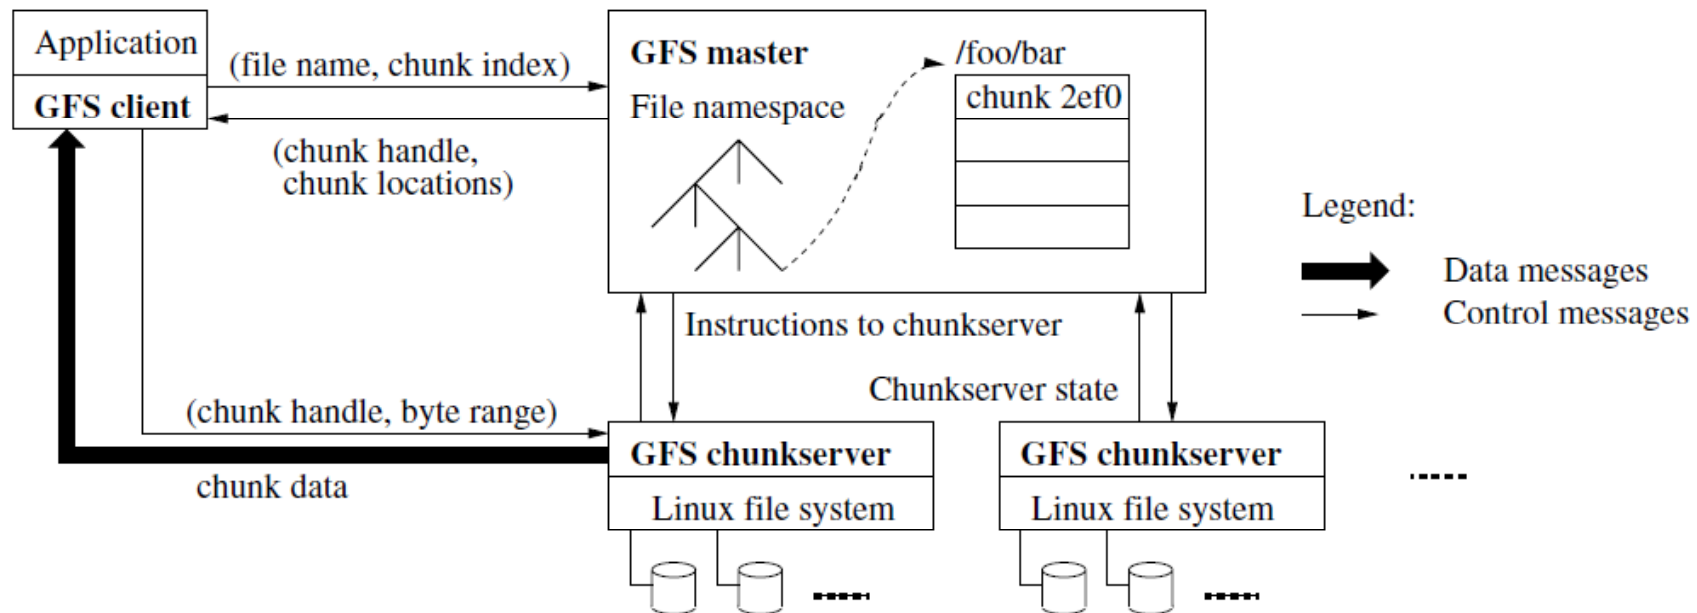 Application
GFS client
(file name, chunk index)
(chunk handle,
chunk locations)
GFS master
File namespace
/foo/bar
chunk 2ef0
Legend:
Data messages
Control messages
Instructions to chunkserver
Chunkserver state
(chunk handle, byte range)
chunk data
GFS chunkserver
Linux file system
GFS chunkserver
Linux file system